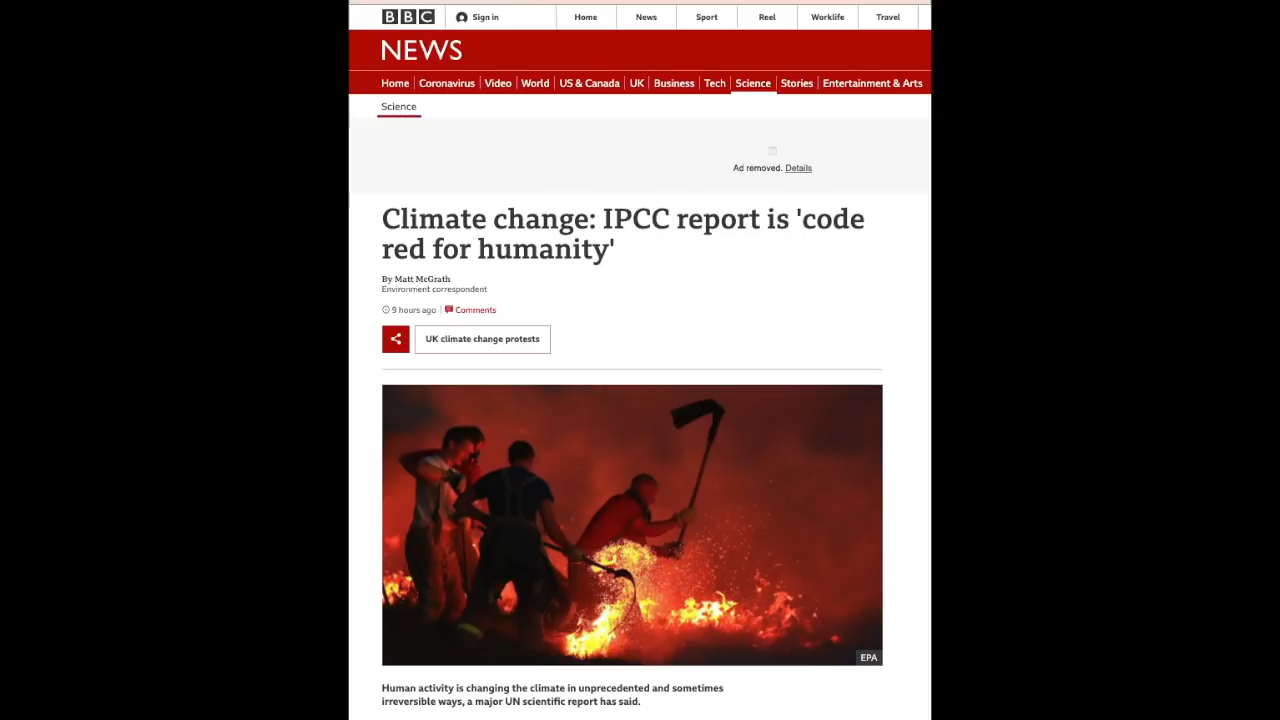 BBC Sign in Home News Sport Reel Worklife Travel
NEWS
Home Coronavirus Video World US & Canada UK Business Tech Science Stories Entertainment & Arts
Science
Ad removed. Details
Climate change: IPCC report is 'code
red for humanity'
By Matt McGrath
Environment correspondent
9 hours ago Comments
UK climate change protests
EPA
Human activity is changing the climate in unprecedented and sometimes
irreversible ways, a major UN scientific report has said.